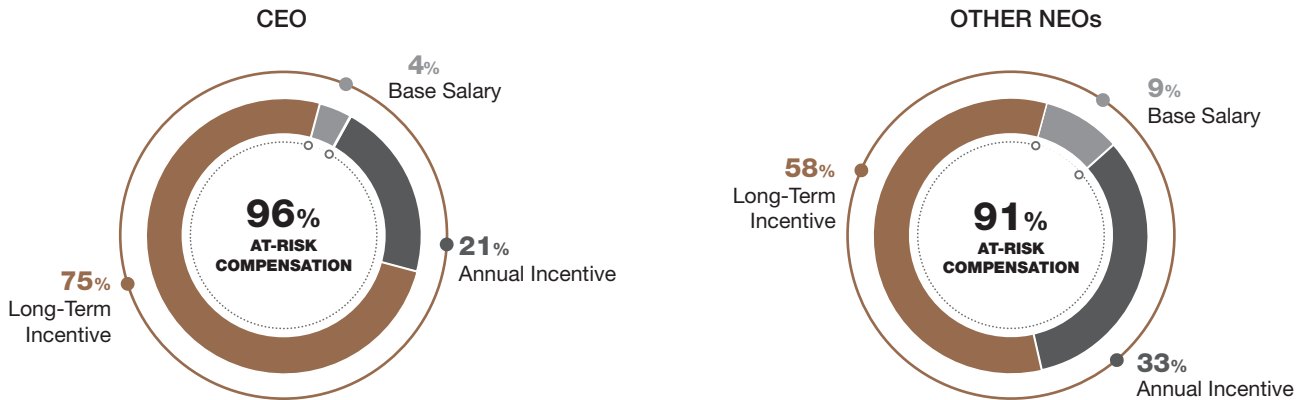 CEO
4%
Base Salary
96%
AT-RISK
COMPENSATION
21%
Annual Incentive
75%
Long-Term
Incentive
OTHER NEOs
9%
Base Salary
58%
Long-Term
Incentive
91%
AT-RISK
COMPENSATION
33%
Annual Incentive